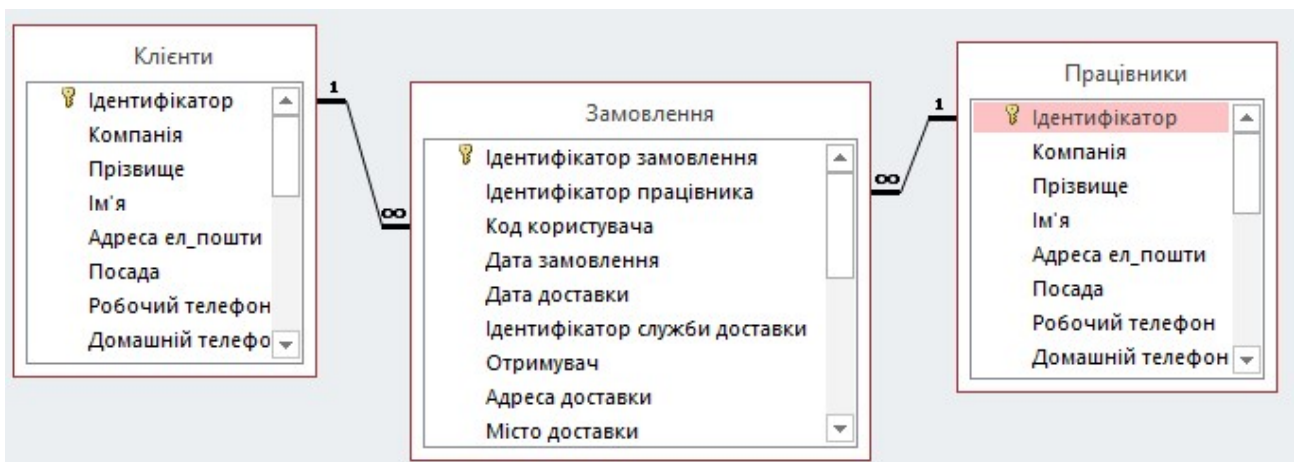 Клієнти
Ідентифікатор
Компанія
Прізвище
Ім'я
Адреса ел_пошти
Посада
Робочий телефон
Домашній телефо
1
∞
Замовлення
Ідентифікатор замовлення
Ідентифікатор працівника
Код користувача
Дата замовлення
Дата доставки
Ідентифікатор служби доставки
Отримувач
Адреса доставки
Місто доставки
∞
1
Працівники
Ідентифікатор
Компанія
Прізвище
Ім'я
Адреса ел_пошти
Посада
Робочий телефон
Домашній телефон